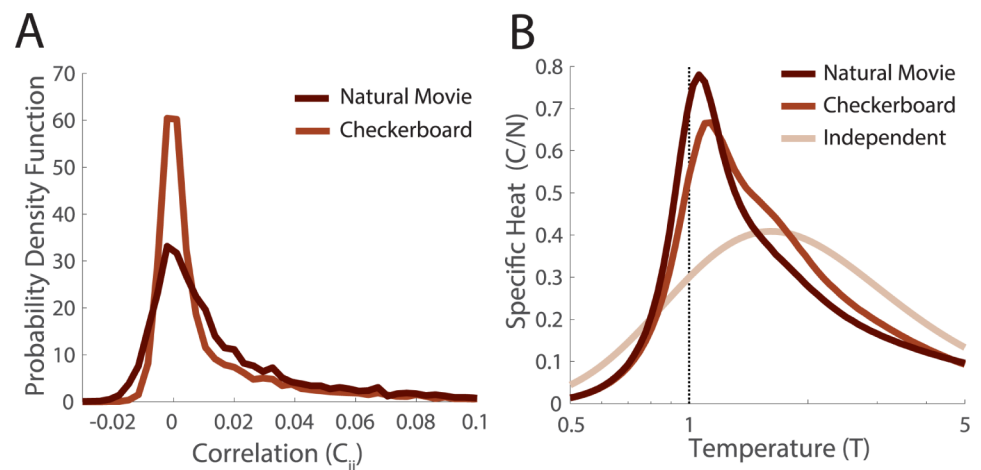 A
Probability Density Function
70
60
50
40
30
20
10
0
-0.02
0
0.02
0.04
0.06
0.08
0.1
Correlation (Cij)
Natural Movie
Checkerboard
B
Specific Heat (C/N)
0.8
0.7
0.6
0.5
0.4
0.3
0.2
0.1
0
0.5
1
5
Temperature (T)
Natural Movie
Checkerboard
Independent